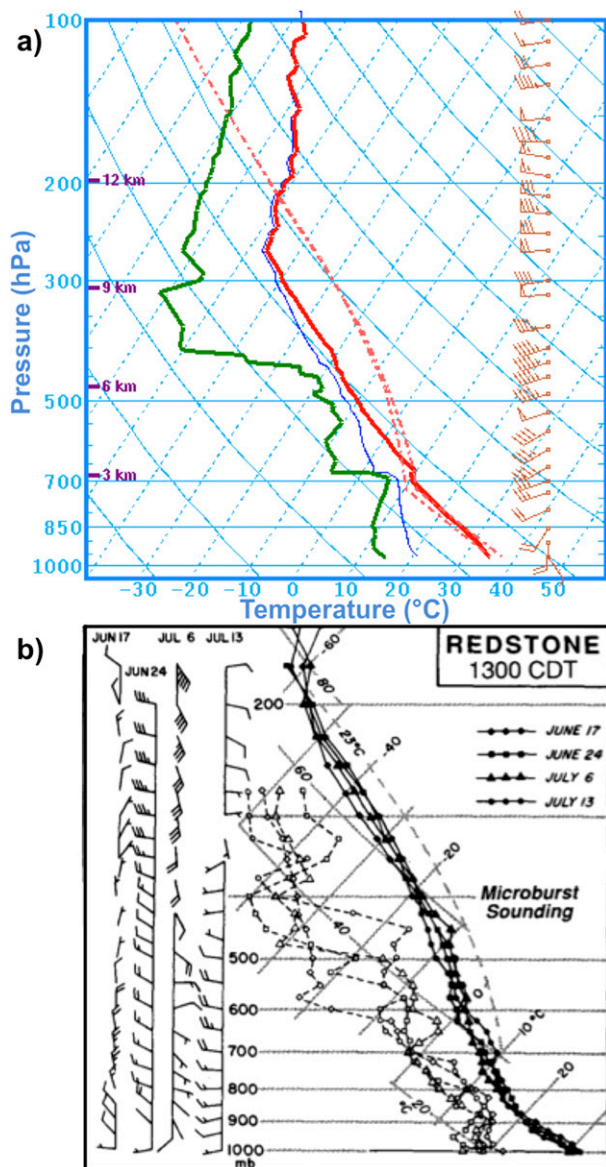 a)
Pressure (hPa)
100
200
300
500
700
850
1000
12 km
9 km
6 km
3 km
-30 -20 -10 0 10 20 30 40 50
Temperature (°C)
b)
JUN 17 JUL 6 JUL 13
JUN 24
REDSTONE
1300 CDT
JUNE 17
JUNE 24
JULY 6
JULY 13
Microburst
Sounding
-60
80
23°C
-40
60
-20
40
0
10°C
20
°C 20
200
500
600
700
800
900
1000
mb